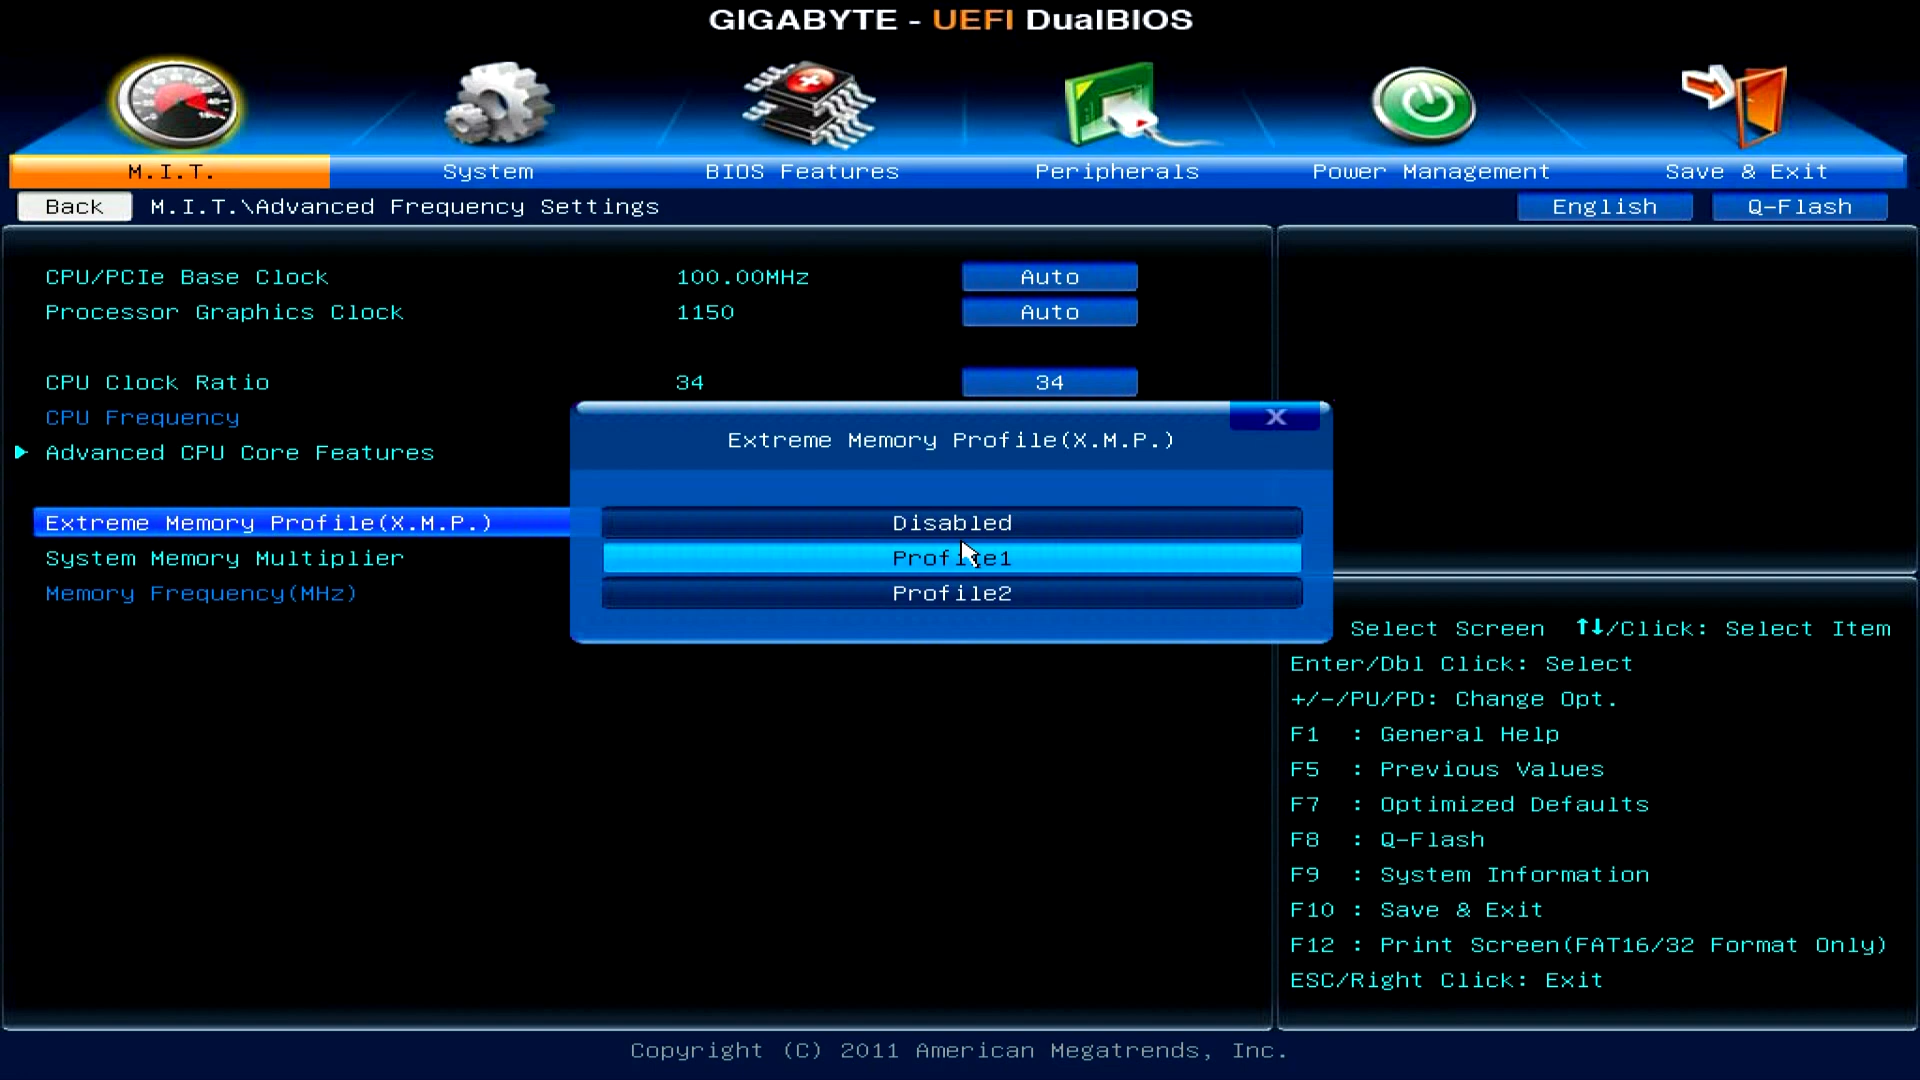 GIGABYTE - UEFI DualBIOS
M.I.T. System BIOS Features Peripherals Power Management Save & Exit
Back M.I.T.\Advanced Frequency Settings English Q-Flash
CPU/PCIe Base Clock 100.00MHz Auto
Processor Graphics Clock 1150 Auto
CPU Clock Ratio 34 34
CPU Frequency
Advanced CPU Core Features
Extreme Memory Profile(X.M.P.)
System Memory Multiplier
Memory Frequency(MHz)
X
Extreme Memory Profile(X.M.P.)
Disabled
Profile1
Profile2
Select Screen ↑↓/Click: Select Item
Enter/Dbl Click: Select
+/-/PU/PD: Change Opt.
F1 : General Help
F5 : Previous Values
F7 : Optimized Defaults
F8 : Q-Flash
F9 : System Information
F10 : Save & Exit
F12 : Print Screen(FAT16/32 Format Only)
ESC/Right Click: Exit
Copyright (C) 2011 American Megatrends, Inc.